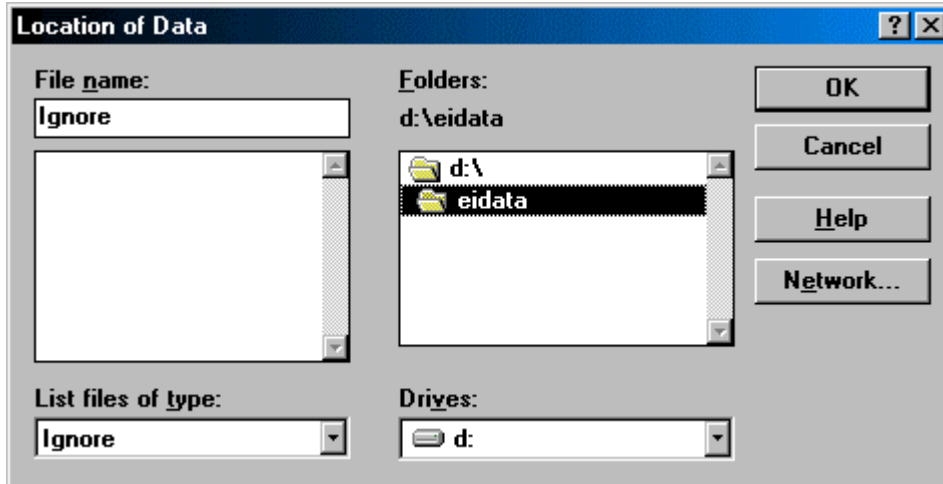 Location of Data
File name:
Ignore
Folders:
d:\eidata
d:\
eidata
OK
Cancel
Help
Network...
List files of type:
Ignore
Drives:
d: